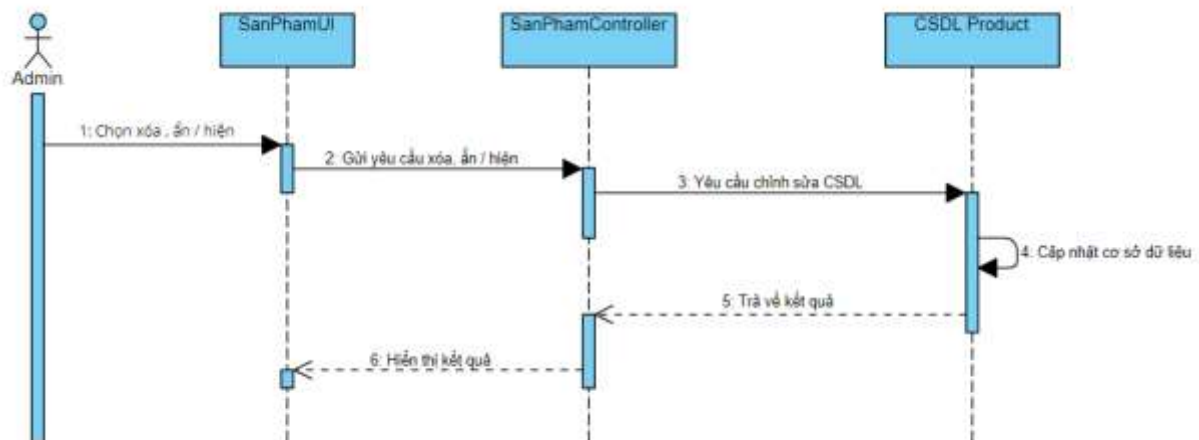 SanPhamUI
SanPhamController
CSDL Product
Admin
1: Chọn xóa , ẩn / hiện
2: Gửi yêu cầu xóa, ẩn / hiện
3: Yêu cầu chỉnh sửa CSDL
4: Cập nhật cơ sở dữ liệu
5: Trả về kết quả
6: Hiển thị kết quả